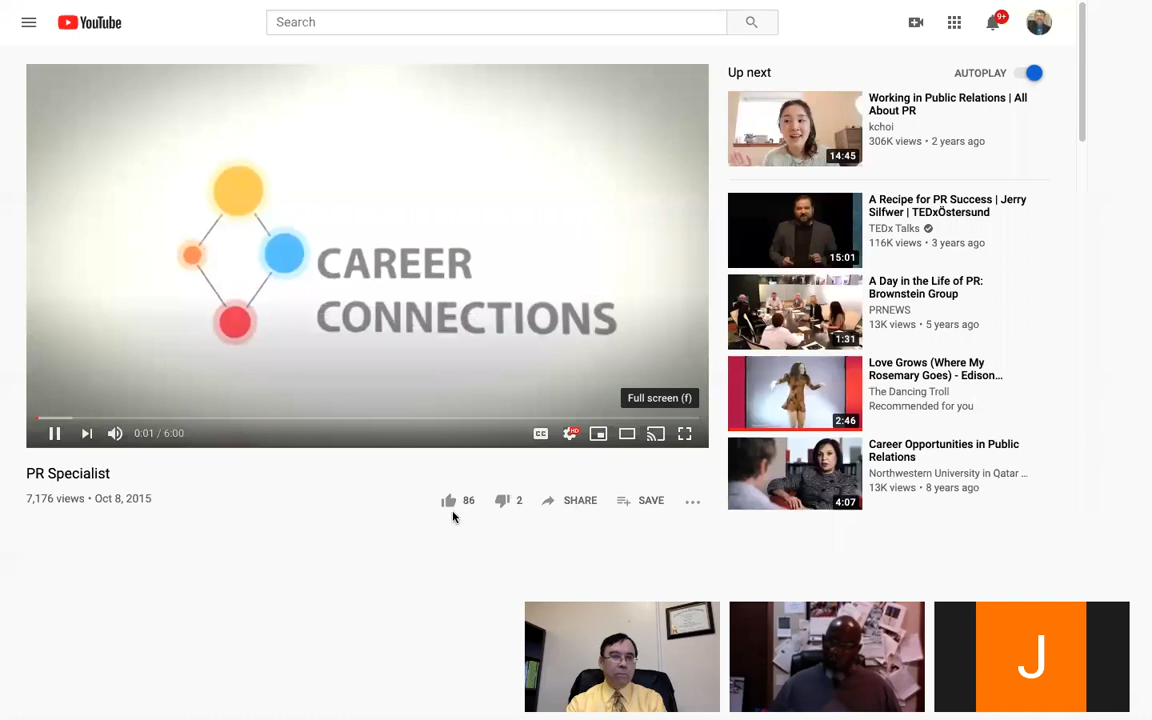 YouTube
Search
9+
CAREER
CONNECTIONS
Full screen (f)
0:01 / 6:00
CC
HD
PR Specialist
7,176 views • Oct 8, 2015
86
2
SHARE
SAVE
Up next
AUTOPLAY
Working in Public Relations | All
About PR
kchoi
306K views • 2 years ago
14:45
A Recipe for PR Success | Jerry
Silfwer | TEDxÖstersund
TEDx Talks
116K views • 3 years ago
15:01
A Day in the Life of PR:
Brownstein Group
PRNEWS
13K views • 5 years ago
1:31
Love Grows (Where My
Rosemary Goes) - Edison...
The Dancing Troll
Recommended for you
2:46
Career Opportunities in Public
Relations
Northwestern University in Qatar ...
13K views • 8 years ago
4:07
J